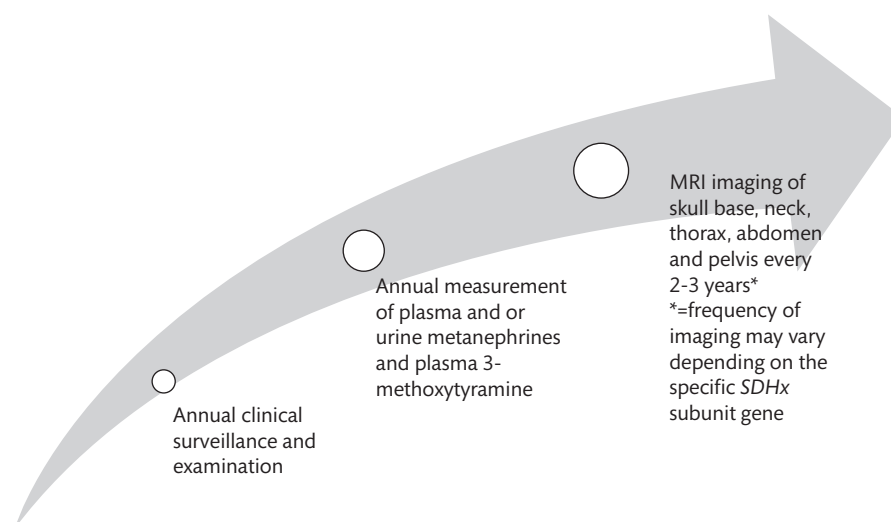 Annual clinical
surveillance and
examination
Annual measurement
of plasma and or
urine metanephrines
and plasma 3-
methoxytyramine
MRI imaging of
skull base, neck,
thorax, abdomen
and pelvis every
2-3 years*
*=frequency of
imaging may vary
depending on the
specific SDHx
subunit gene